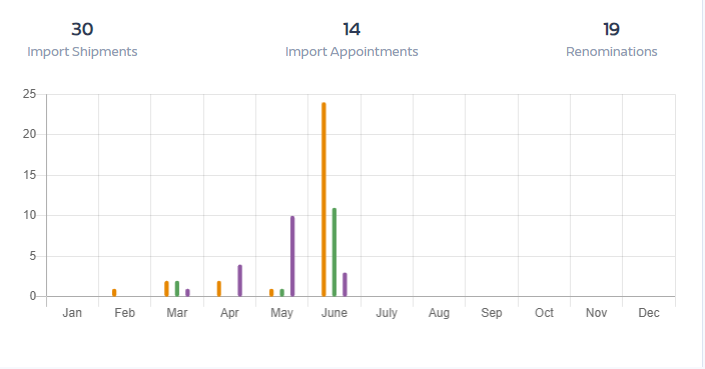 30 14 19
Import Shipments Import Appointments Renominations
25
20
15
10
5
0
Jan Feb Mar Apr May June July Aug Sep Oct Nov Dec